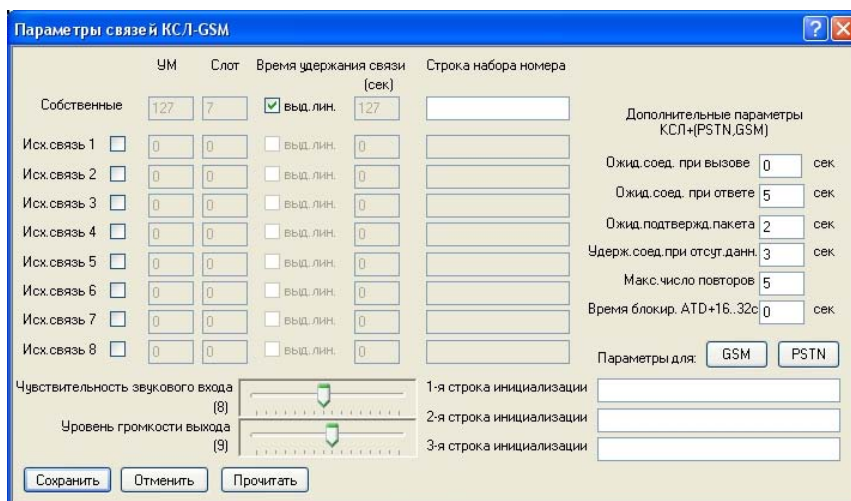 Параметры связей КСЛ-GSM
УМ Слот Время удержания связи (сек) Строка набора номера
Собственные 127 7 выд.лин. 127
Исх.связь 1 0 0 выд.лин. 0
Исх.связь 2 0 0 выд.лин. 0
Исх.связь 3 0 0 выд.лин. 0
Исх.связь 4 0 0 выд.лин. 0
Исх.связь 5 0 0 выд.лин. 0
Исх.связь 6 0 0 выд.лин. 0
Исх.связь 7 0 0 выд.лин. 0
Исх.связь 8 0 0 выд.лин. 0
Дополнительные параметры
КСЛ+(PSTN,GSM)
Ожид.соед. при вызове 0 сек
Ожид.соед. при ответе 5 сек
Ожид.подтвержд.пакета 2 сек
Удерж.соед.при отсут.данн. 3 сек
Макс.число повторов 5
Время блокир. ATD+16..32с 0 сек
Параметры для: GSM PSTN
Чувствительность звукового входа
(8)
Уровень громкости выхода
(9)
1-я строка инициализации
2-я строка инициализации
3-я строка инициализации
Сохранить Отменить Прочитать